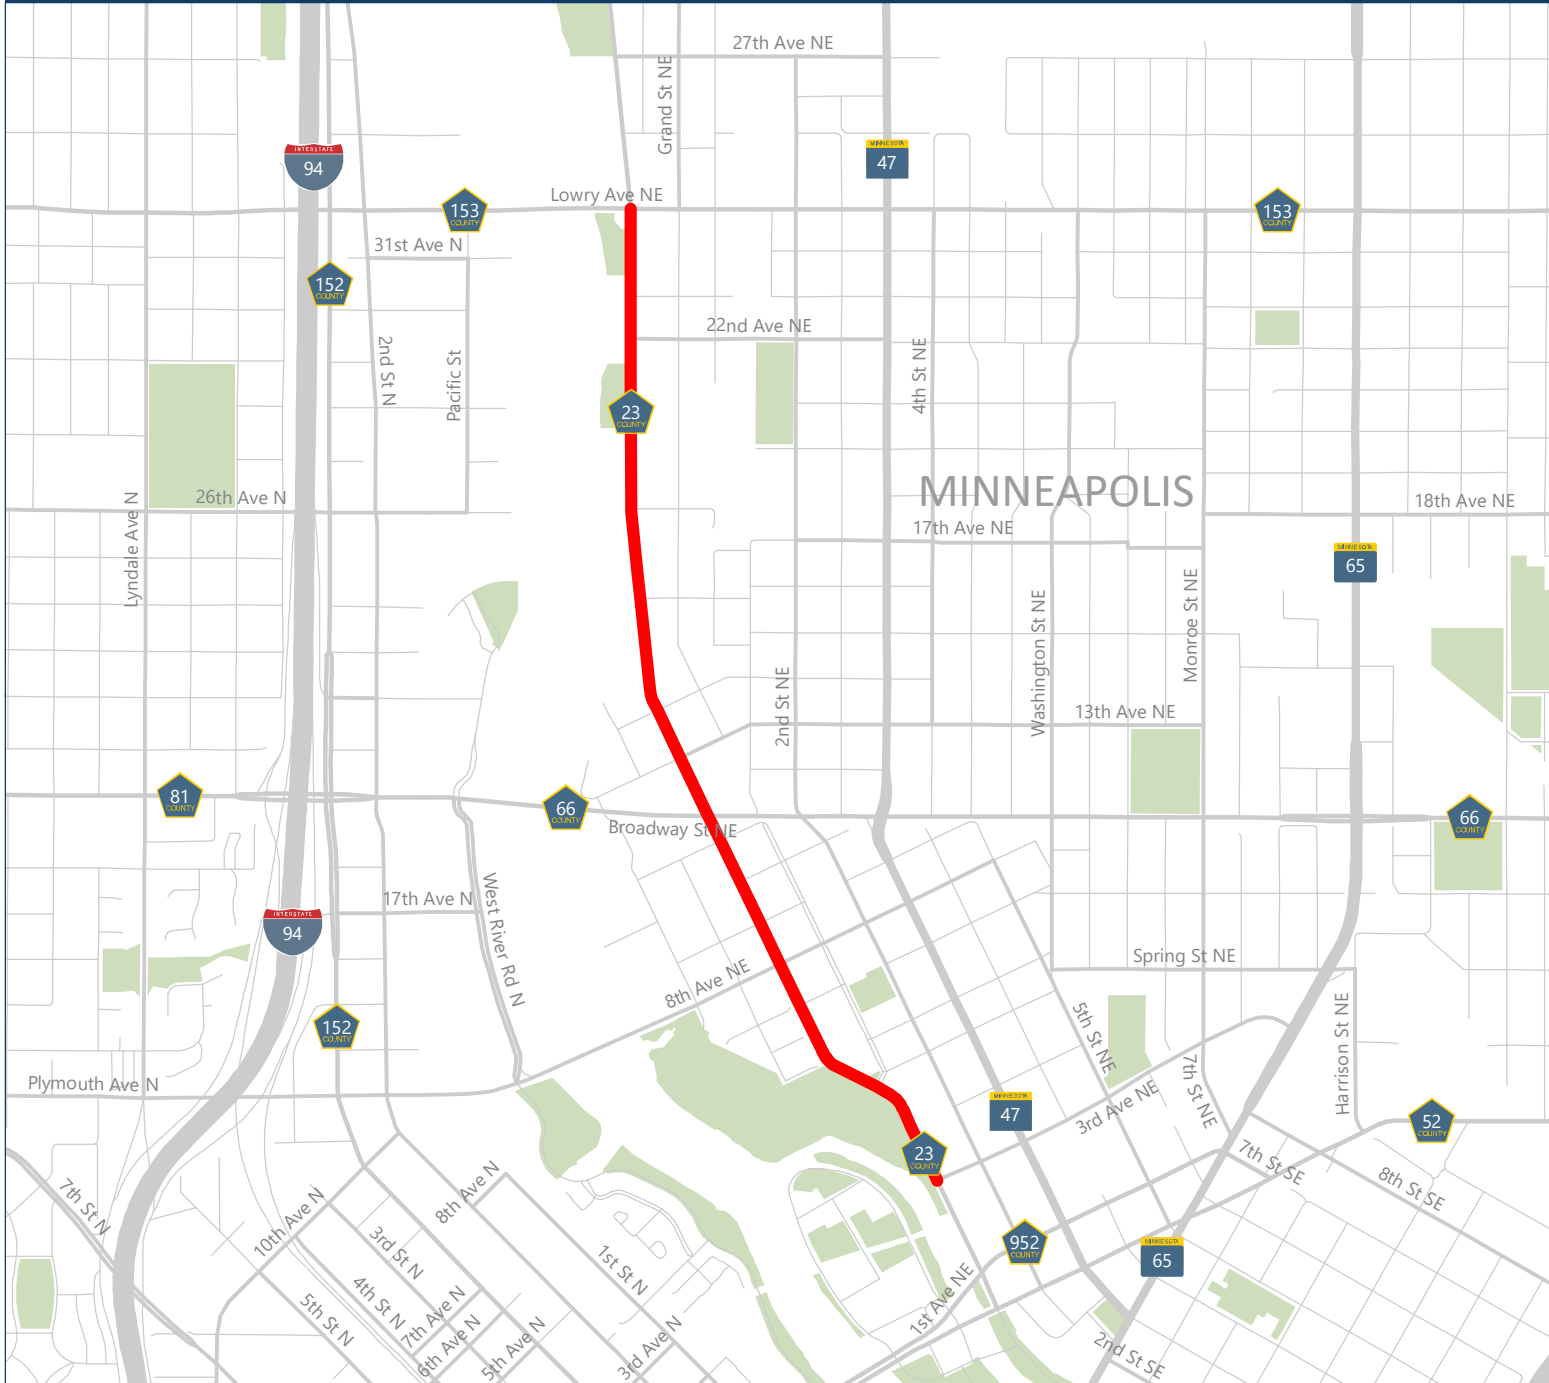 27th Ave NE
Grand St NE
INTERSTATE
94
MINNESOTA
47
Lowry Ave NE
153
COUNTY
153
COUNTY
31st Ave N
152
COUNTY
22nd Ave NE
2nd St N
Pacific St
4th St NE
23
COUNTY
MINNEAPOLIS
26th Ave N
18th Ave NE
17th Ave NE
Lyndale Ave N
MINNESOTA
65
Monroe St NE
Washington St NE
2nd St NE
13th Ave NE
81
COUNTY
66
COUNTY
Broadway St NE
66
COUNTY
17th Ave N
West River Rd N
INTERSTATE
94
Spring St NE
8th Ave NE
152
COUNTY
5th St NE
Harrison St NE
Plymouth Ave N
7th St NE
MINNESOTA
47
3rd Ave NE
52
COUNTY
23
COUNTY
7th St SE
8th St SE
7th St N
10th Ave N
8th Ave N
3rd St N
1st St N
952
COUNTY
MINNESOTA
65
4th St N
5th St N
7th Ave N
6th Ave N
5th Ave N
3rd Ave N
1st Ave NE
2nd St SE